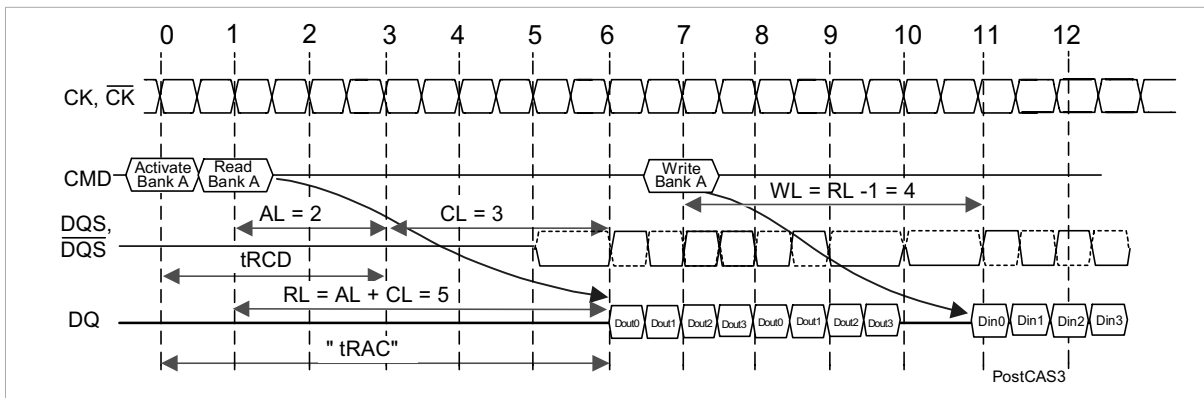 0 1 2 3 4 5 6 7 8 9 10 11 12
CK, CK
CMD
Activate Bank A
Read Bank A
Write Bank A
WL = RL -1 = 4
AL = 2
CL = 3
DQS,
DQS
tRCD
RL = AL + CL = 5
DQ
Dout0 Dout1 Dout2 Dout3 Dout0 Dout1 Dout2 Dout3
Din0 Din1 Din2 Din3
" tRAC"
PostCAS3